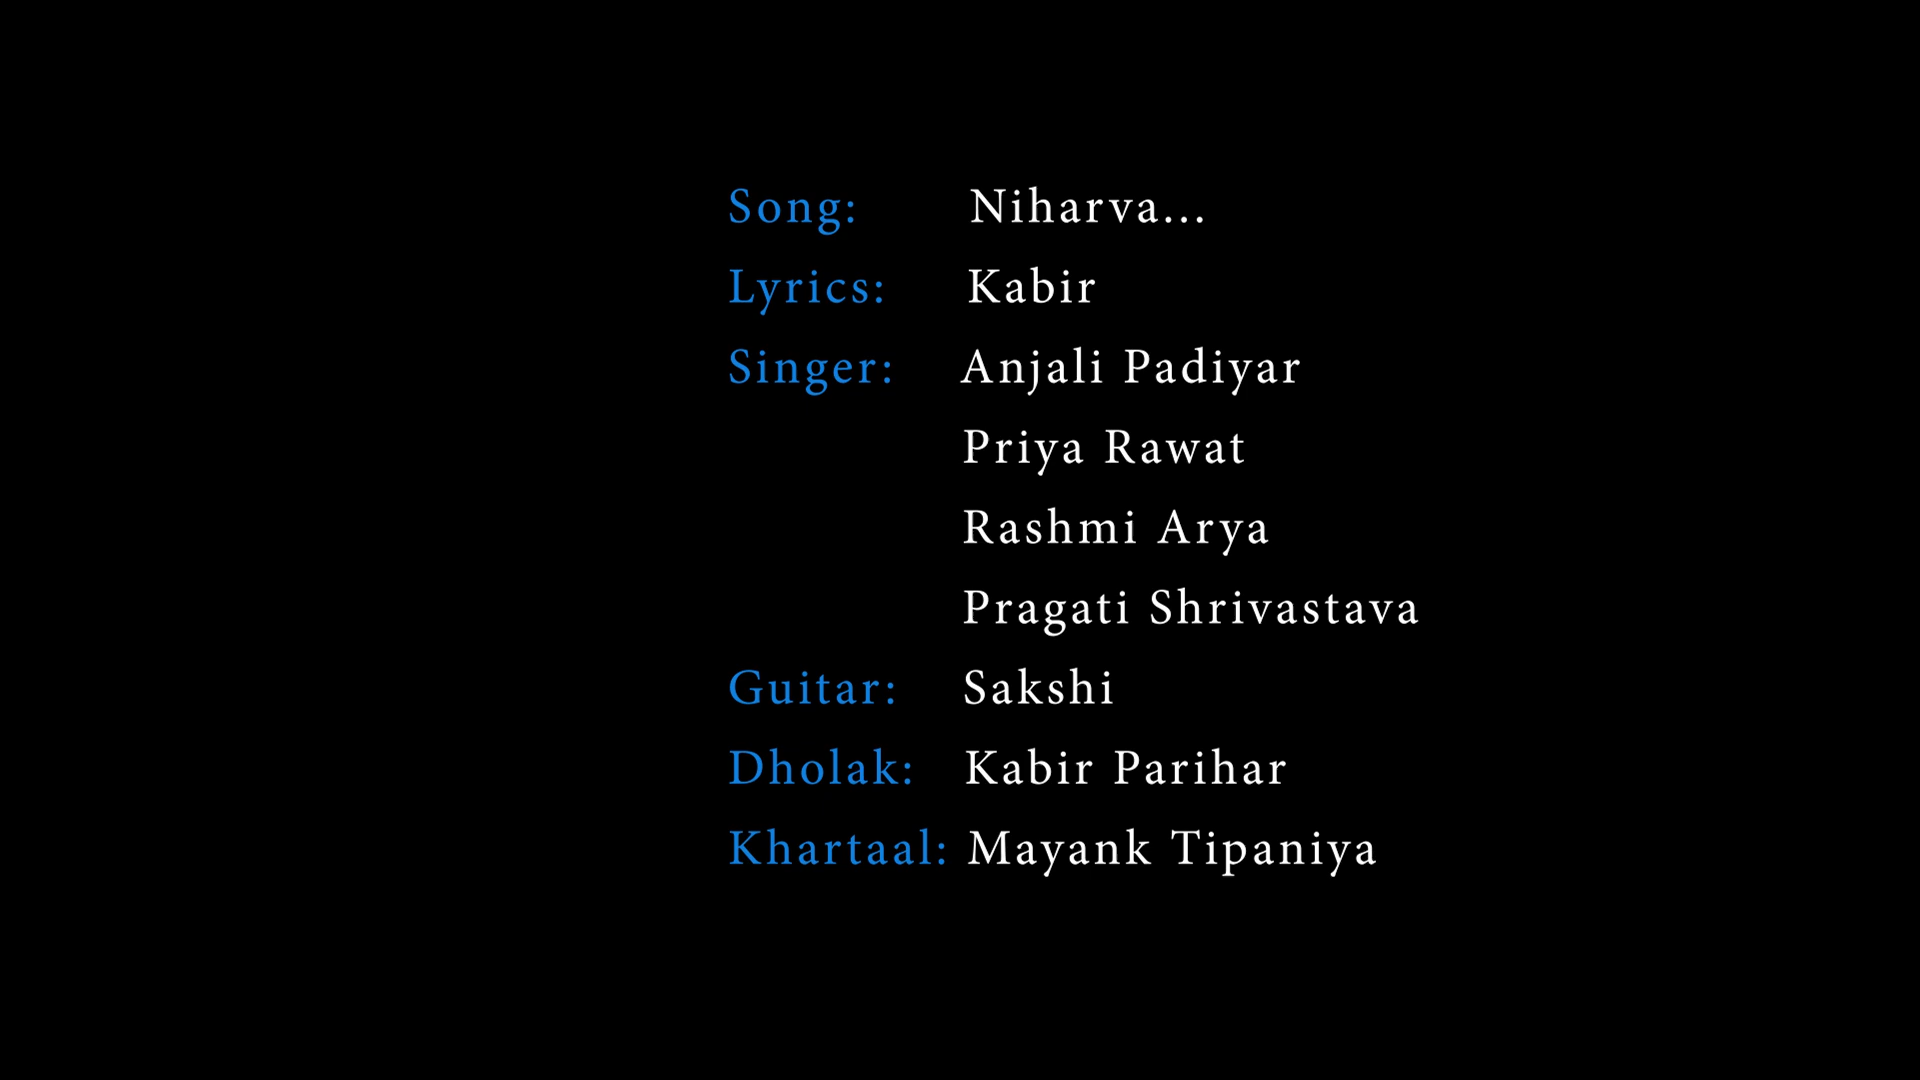 Song: Niharva...
Lyrics: Kabir
Singer: Anjali Padiyar
Priya Rawat
Rashmi Arya
Pragati Shrivastava
Guitar: Sakshi
Dholak: Kabir Parihar
Khartaal: Mayank Tipaniya